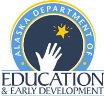 ALASKA DEPARTMENT OF
EDUCATION
& EARLY DEVELOPMENT